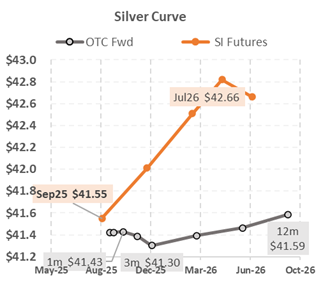 Silver Curve
OTC Fwd SI Futures
$43.0
$42.8
$42.6
$42.4
$42.2
$42.0
$41.8
$41.6
$41.4
$41.2
Jul26 $42.66
Sep25 $41.55
1m $41.43
3m $41.30
12m
$41.59
May-25 Aug-25 Dec-25 Mar-26 Jun-26 Oct-26